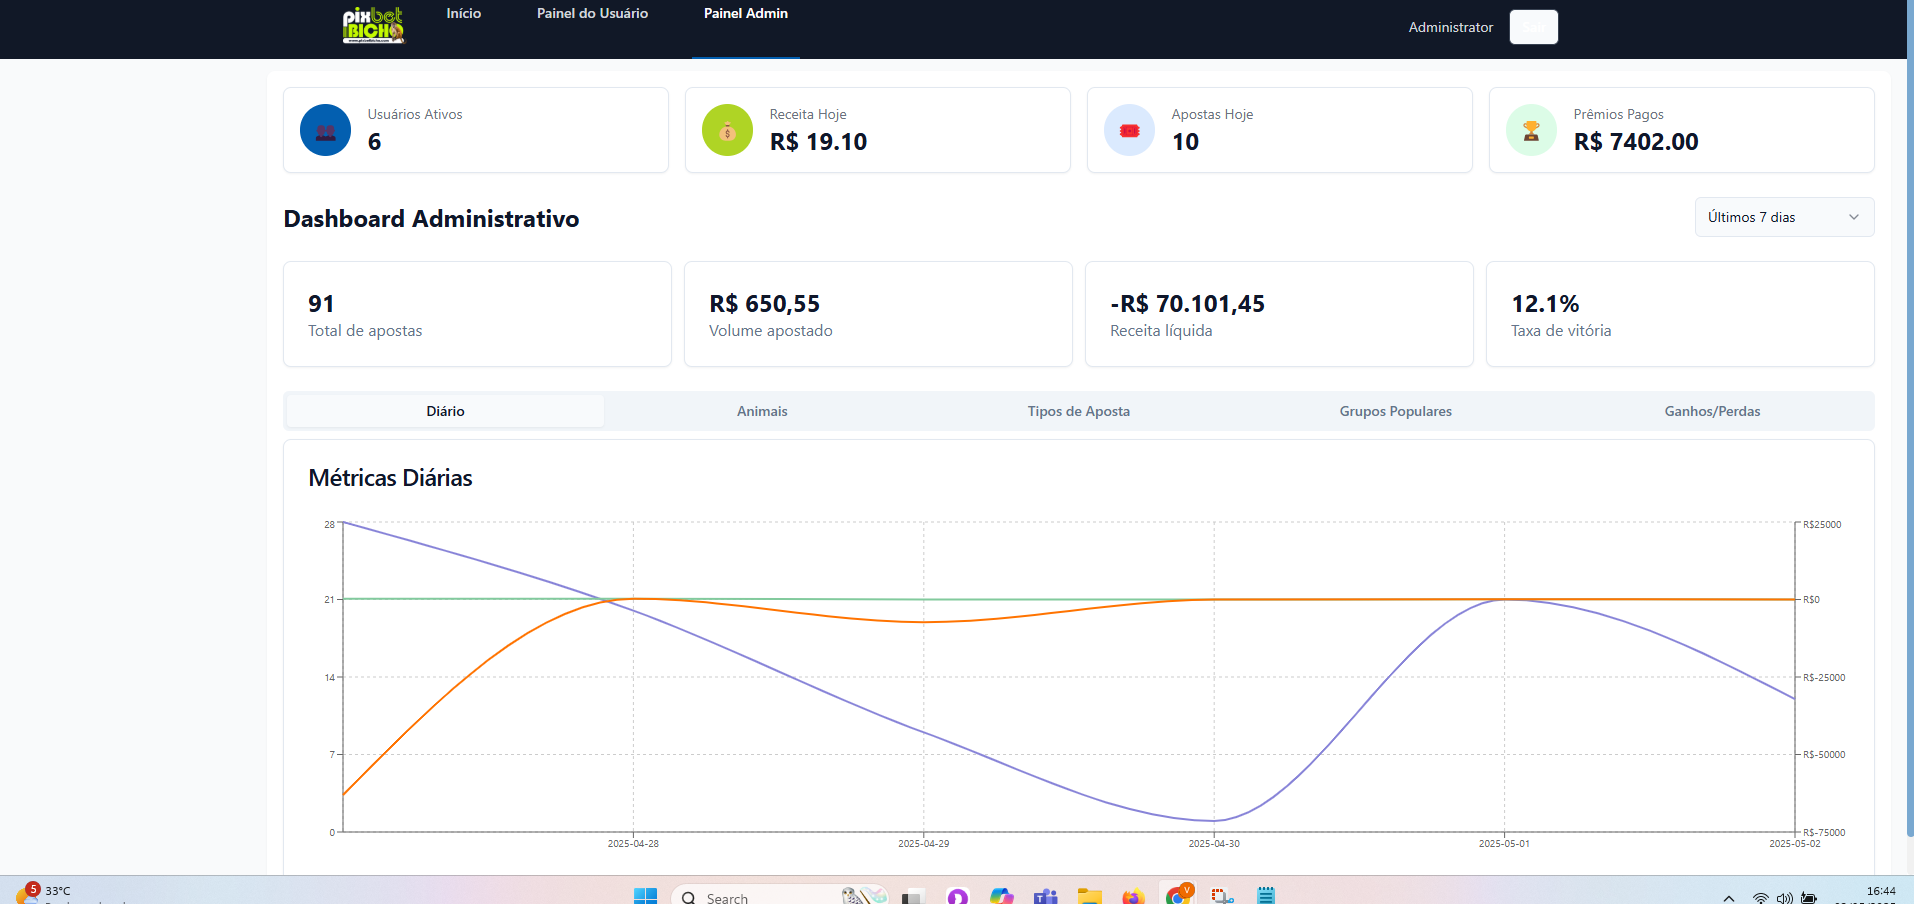 pixbet
BICHO
www.pixbetbicho.com
Início
Painel do Usuário
Painel Admin
Administrator
Usuários Ativos
6
Receita Hoje
R$ 19.10
Apostas Hoje
10
Prêmios Pagos
R$ 7402.00
Dashboard Administrativo
Últimos 7 dias
91
Total de apostas
R$ 650,55
Volume apostado
-R$ 70.101,45
Receita líquida
12.1%
Taxa de vitória
Diário
Animais
Tipos de Aposta
Grupos Populares
Ganhos/Perdas
Métricas Diárias
28
21
14
7
0
R$25000
R$0
R$-25000
R$-50000
R$-75000
2025-04-28
2025-04-29
2025-04-30
2025-05-01
2025-05-02
5
33°C
Search
V
16:44